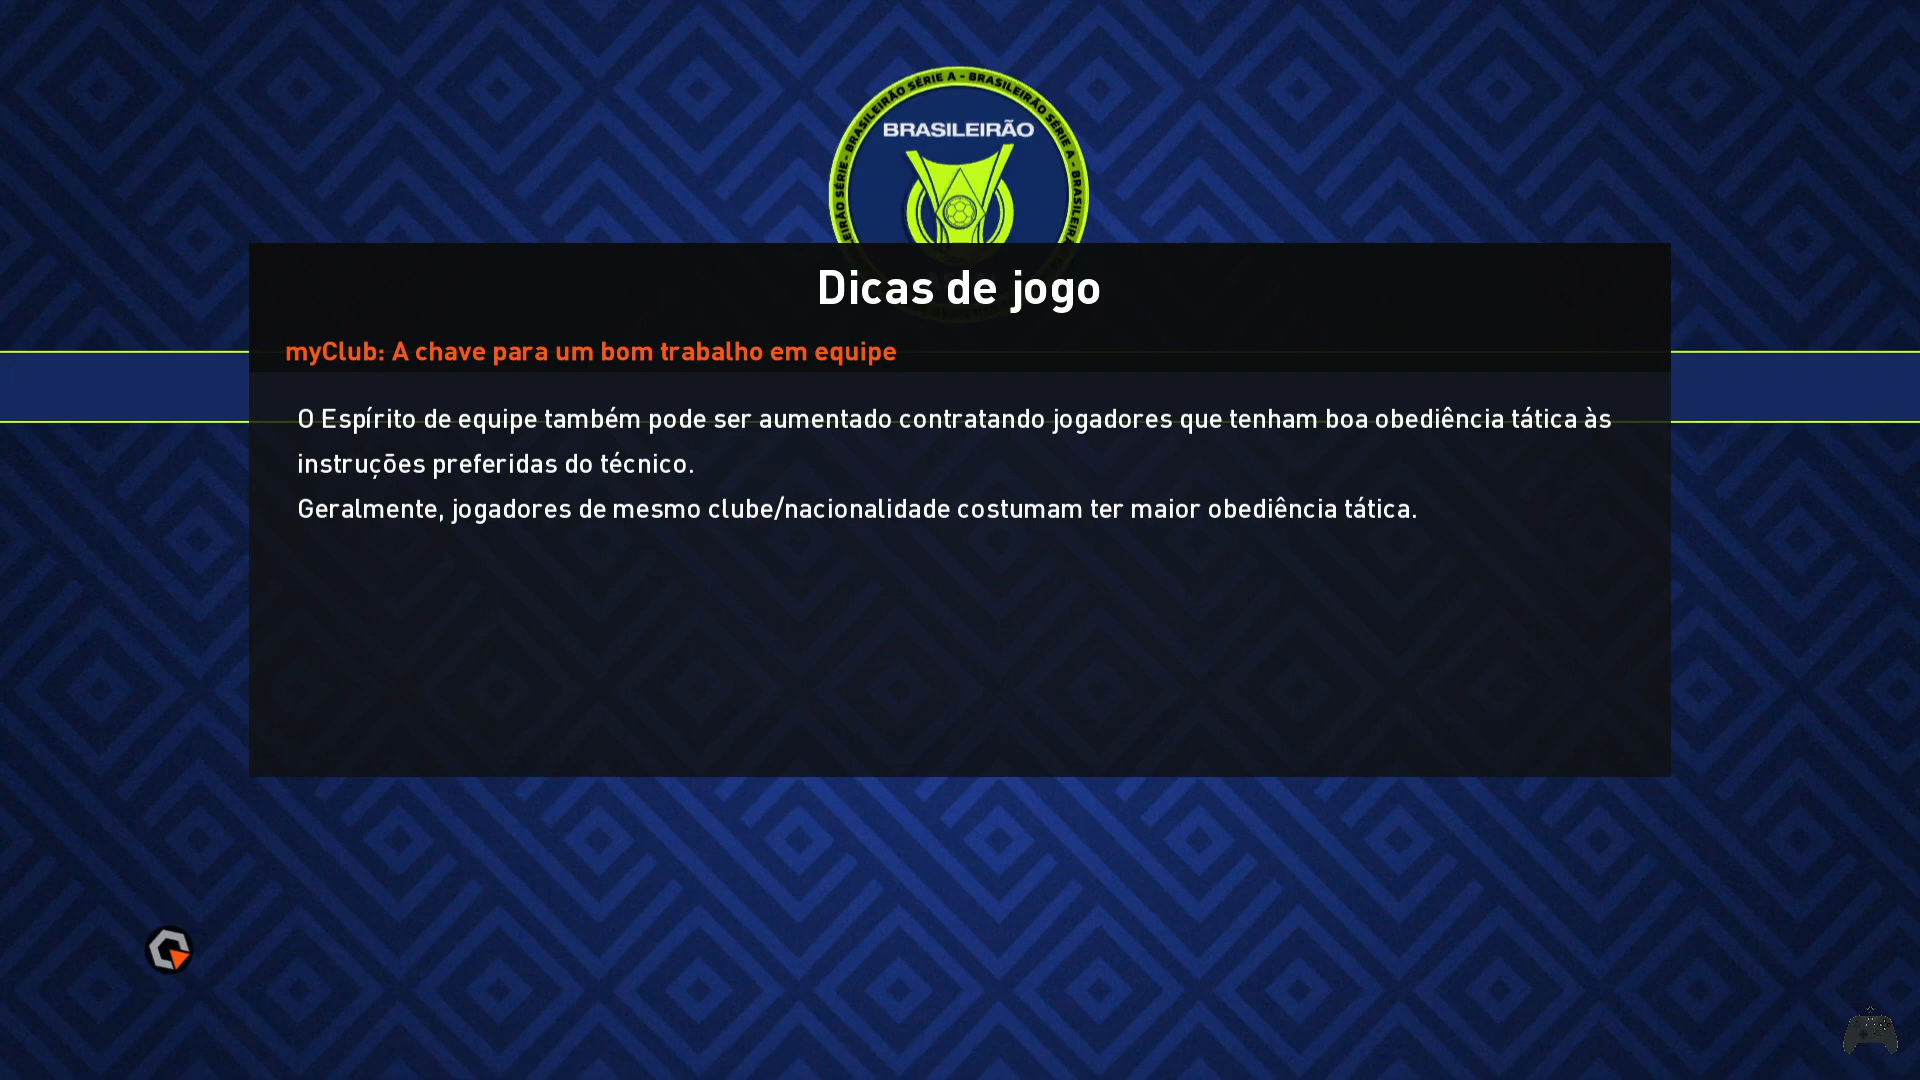 BRASILEIRÃO SÉRIE A - BRASILEIRÃO SÉRIE A - BRASILEIRÃO SÉRIE A -
BRASILEIRÃO
Dicas de jogo
myClub: A chave para um bom trabalho em equipe
O Espírito de equipe também pode ser aumentado contratando jogadores que tenham boa obediência tática às
instruções preferidas do técnico.
Geralmente, jogadores de mesmo clube/nacionalidade costumam ter maior obediência tática.